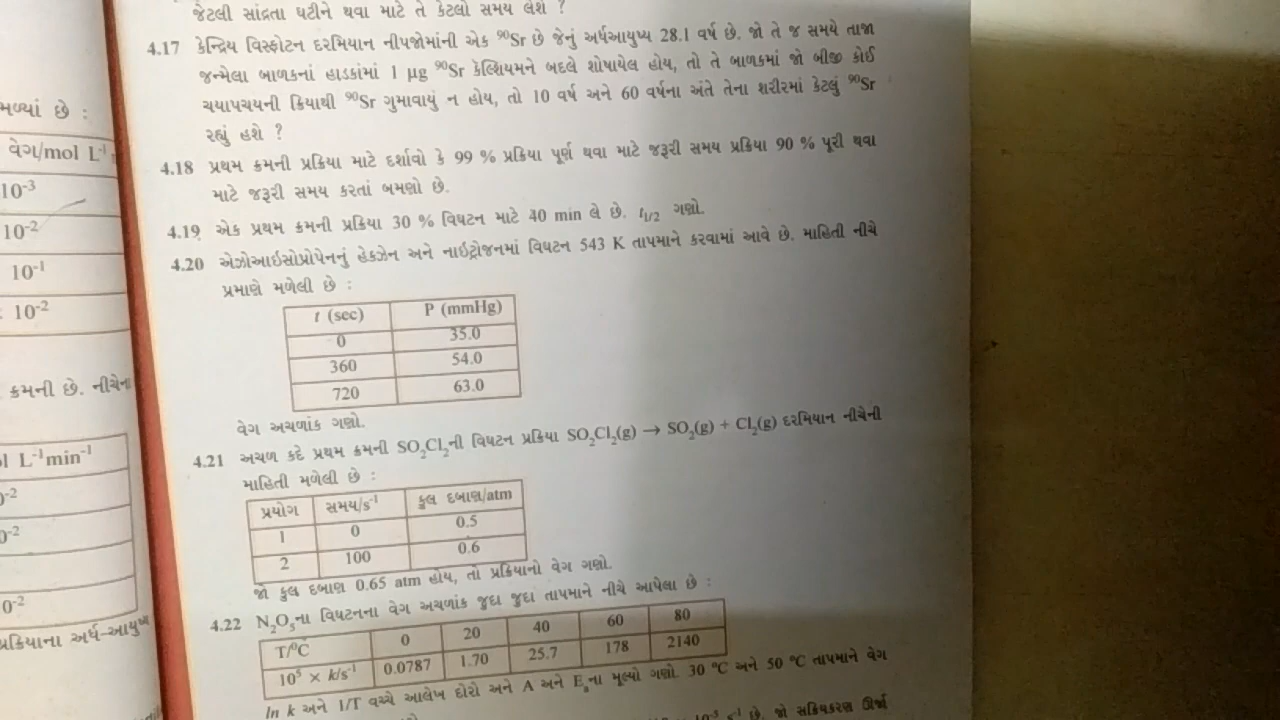 જેટલી સાંદ્રતા ઘટીને થવા માટે તે કેટલો સમય લેશે ?
4.17 કેન્દ્રિય વિસ્ફોટન દરમિયાન નીપજોમાંની એક ⁹⁰Sr છે જેનું અર્ધઆયુષ્ય 28.1 વર્ષ છે. જો તે જ સમયે તાજા
જન્મેલા બાળકનાં હાડકાંમાં 1 µg ⁹⁰Sr કેલ્શિયમને બદલે શોષાયેલ હોય, તો તે બાળકમાં જો બીજી કોઈ
ચયાપચયની ક્રિયાથી ⁹⁰Sr ગુમાવાયું ન હોય, તો 10 વર્ષ અને 60 વર્ષના અંતે તેના શરીરમાં કેટલું ⁹⁰Sr
રહ્યું હશે ?
4.18 પ્રથમ ક્રમની પ્રક્રિયા માટે દર્શાવો કે 99 % પ્રક્રિયા પૂર્ણ થવા માટે જરૂરી સમય પ્રક્રિયા 90 % પૂરી થવા
માટે જરૂરી સમય કરતાં બમણો છે.
4.19 એક પ્રથમ ક્રમની પ્રક્રિયા 30 % વિઘટન માટે 40 min લે છે. t₁/₂ ગણો.
4.20 એઝોઆઈસોપ્રોપેનનું હેકઝેન અને નાઇટ્રોજનમાં વિઘટન 543 K તાપમાને કરવામાં આવે છે. માહિતી નીચે
પ્રમાણે મળેલી છે :
t (sec) P (mmHg)
0 35.0
360 54.0
720 63.0
વેગ અચળાંક ગણો.
4.21 અચળ કદે પ્રથમ ક્રમની SO₂Cl₂ની વિઘટન પ્રક્રિયા SO₂Cl₂(g) → SO₂(g) + Cl₂(g) દરમિયાન નીચેની
માહિતી મળેલી છે :
પ્રયોગ સમય/s⁻¹ કુલ દબાણ/atm
1 0 0.5
2 100 0.6
જો કુલ દબાણ 0.65 atm હોય, તો પ્રક્રિયાનો વેગ ગણો.
4.22 N₂O₅ના વિઘટનના વેગ અચળાંક જુદા જુદા તાપમાને નીચે આપેલા છે :
T/°C 0 20 40 60 80
10⁵ × k/s⁻¹ 0.0787 1.70 25.7 178 2140
ln k અને 1/T વચ્ચે આલેખ દોરો અને A અને Eₐના મૂલ્યો ગણો. 30 °C અને 50 °C તાપમાને વેગ
s⁻¹ છે. જો સક્રિયકરણ ઊર્જા
મળ્યાં છે :
વેગ/mol L⁻¹
10⁻³
10⁻²
10⁻¹
10⁻²
ક્રમની છે. નીચેના
L⁻¹min⁻¹
પ્રક્રિયાના અર્ધ-આયુષ્ય